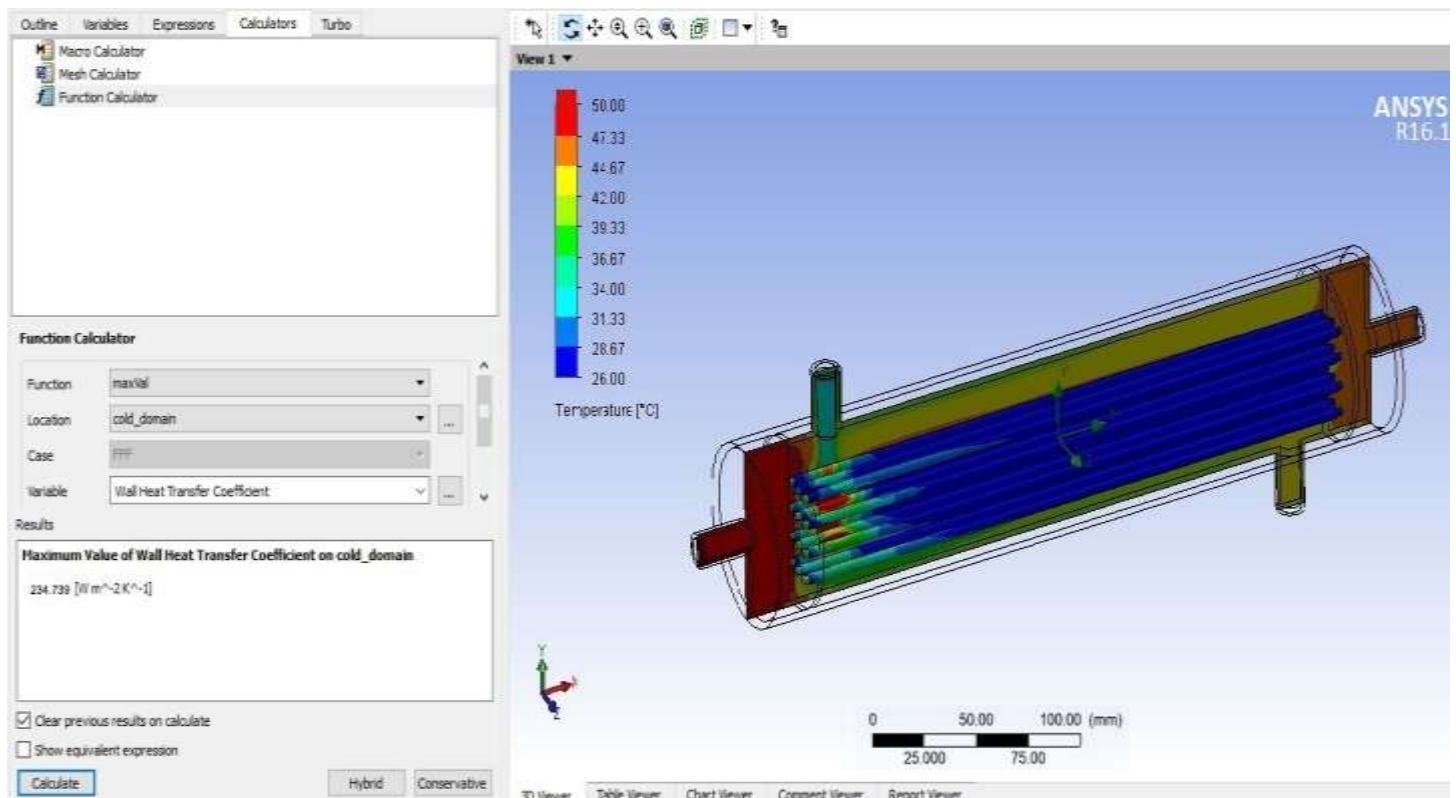 Outline Variables Expressions Calculators Turbo
Macro Calculator
Mesh Calculator
Function Calculator
Function Calculator
Function maxVal
Location cold_domain ...
Case FFF
Variable Wall Heat Transfer Coefficient ...
Results
Maximum Value of Wall Heat Transfer Coefficient on cold_domain
234.739 [W m^-2 K^-1]
Clear previous results on calculate
Show equivalent expression
Calculate Hybrid Conservative
View 1
50.00
47.33
44.67
42.00
39.33
36.67
34.00
31.33
28.67
26.00
Temperature [°C]
ANSYS
R16.1
Y
X
Z
0 50.00 100.00 (mm)
25.000 75.00
3D Viewer Table Viewer Chart Viewer Comment Viewer Report Viewer